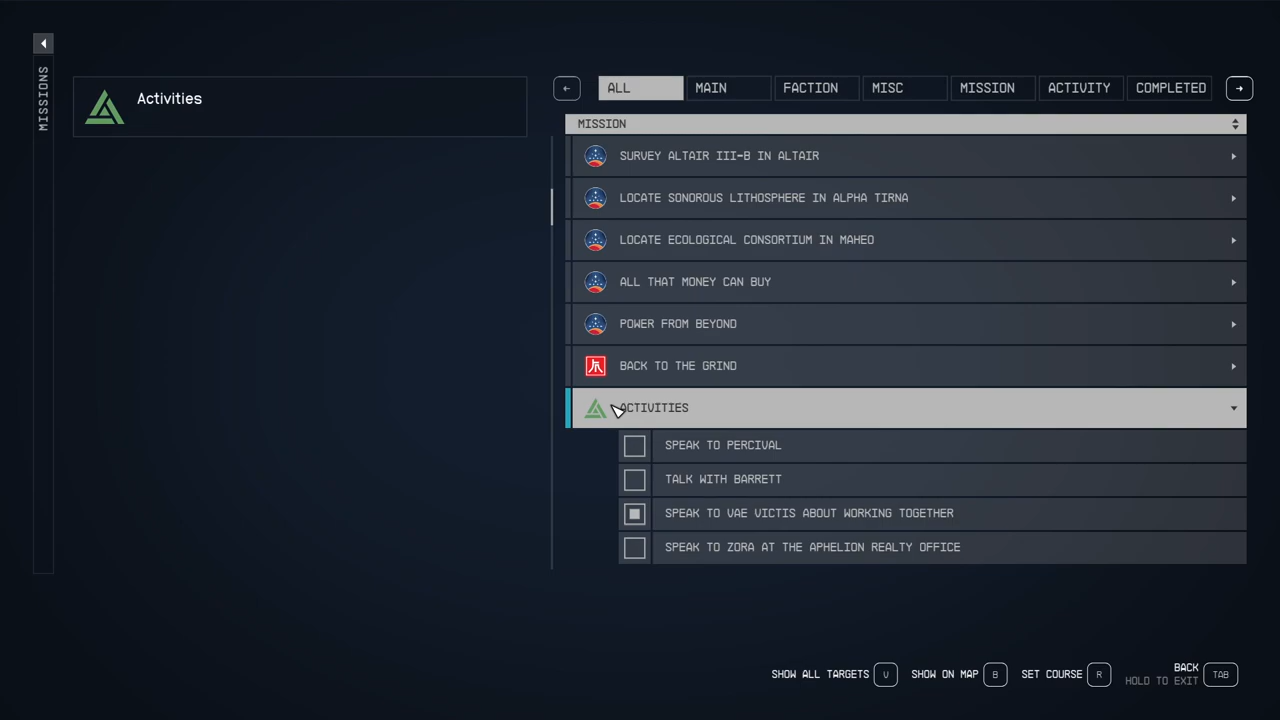 MISSIONS
Activities
ALL
MAIN
FACTION
MISC
MISSION
ACTIVITY
COMPLETED
MISSION
SURVEY ALTAIR III-B IN ALTAIR
LOCATE SONOROUS LITHOSPHERE IN ALPHA TIRNA
LOCATE ECOLOGICAL CONSORTIUM IN MAHEO
ALL THAT MONEY CAN BUY
POWER FROM BEYOND
BACK TO THE GRIND
ACTIVITIES
SPEAK TO PERCIVAL
TALK WITH BARRETT
SPEAK TO VAE VICTIS ABOUT WORKING TOGETHER
SPEAK TO ZORA AT THE APHELION REALTY OFFICE
SHOW ALL TARGETS V
SHOW ON MAP B
SET COURSE R
BACK
HOLD TO EXIT
TAB